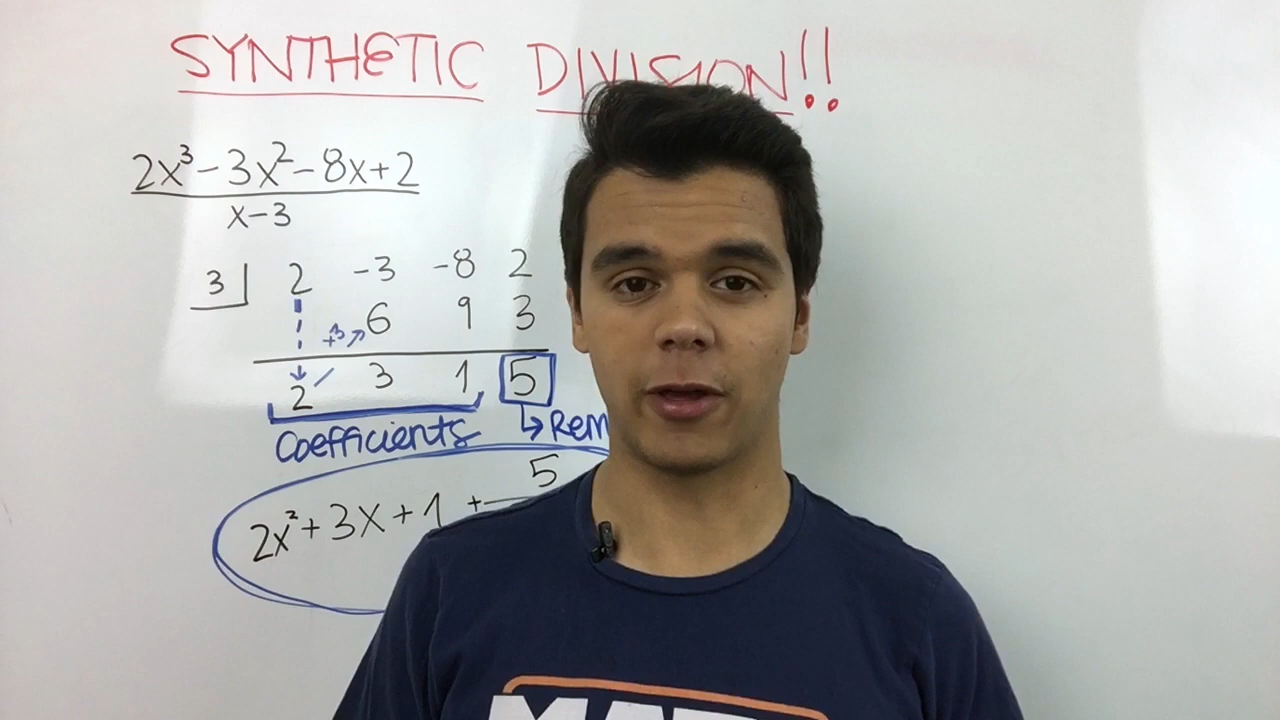 SYNTHETIC DIVISION!!
2x³-3x²-8x+2
x-3
3 2 -3 -8 2
6 9 3
2 3 1 5
Coefficients
5
2x²+3x+1 +